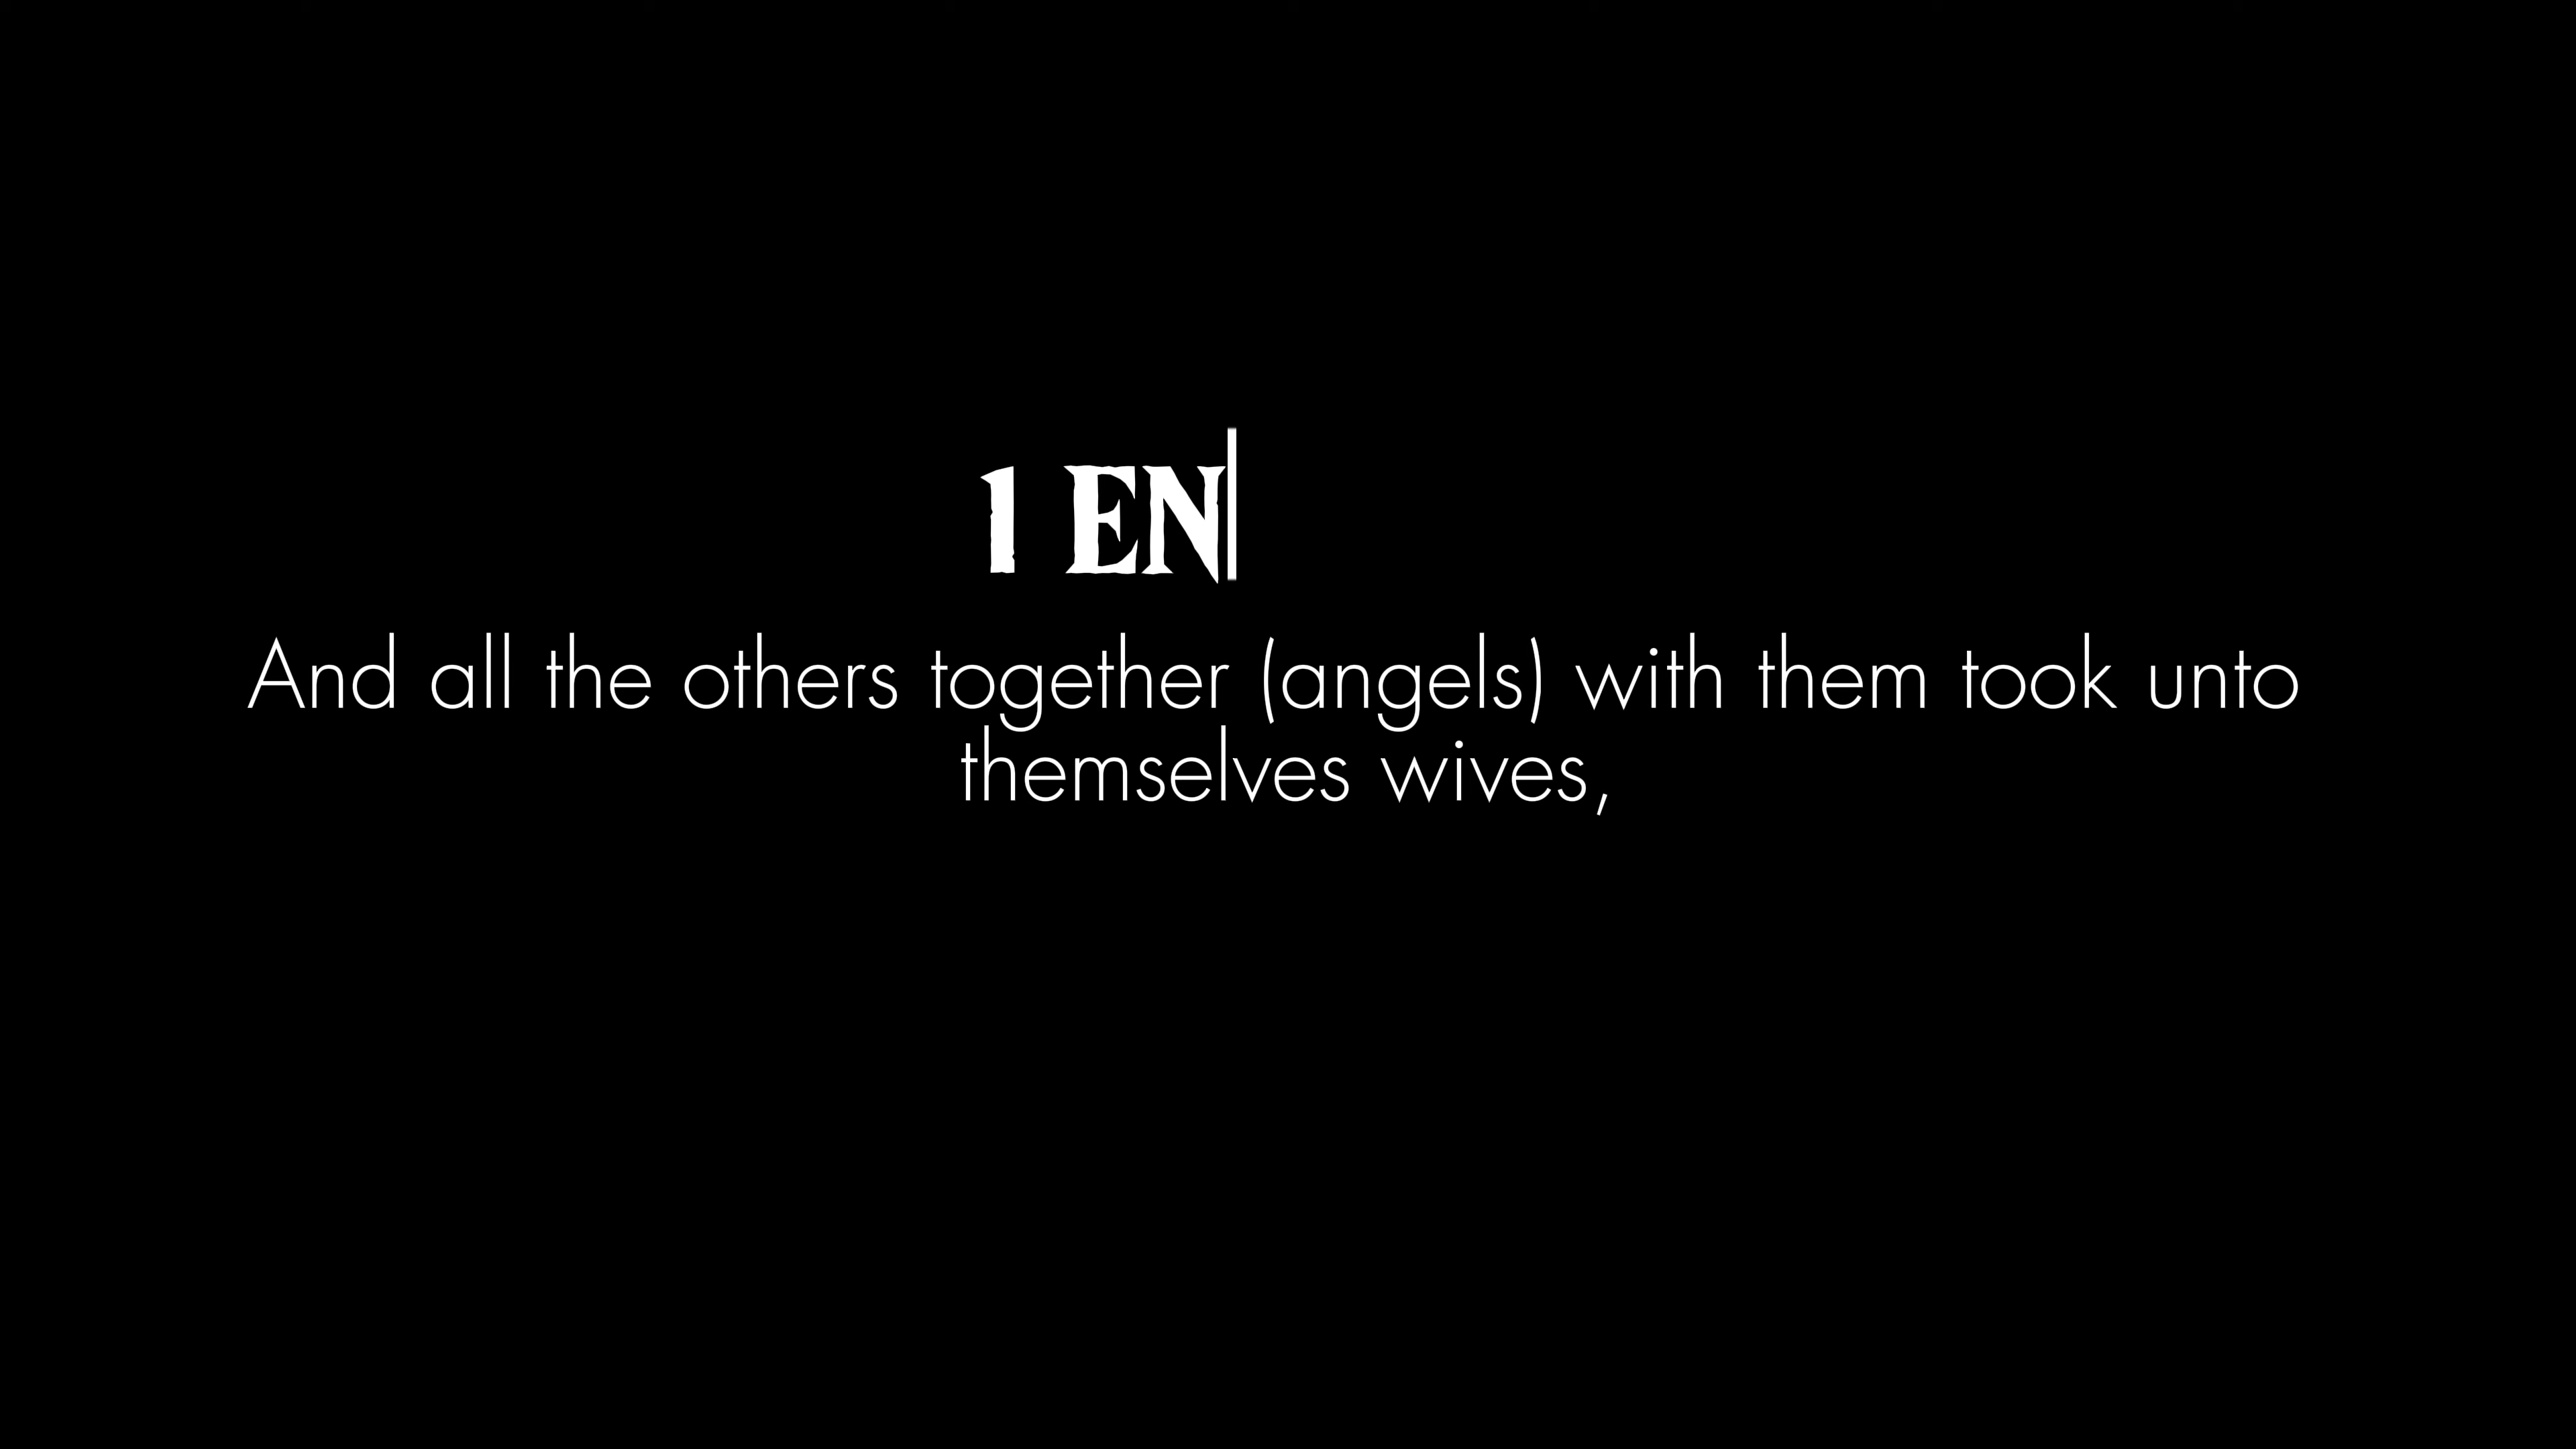 1 EN
And all the others together (angels) with them took unto
themselves wives,